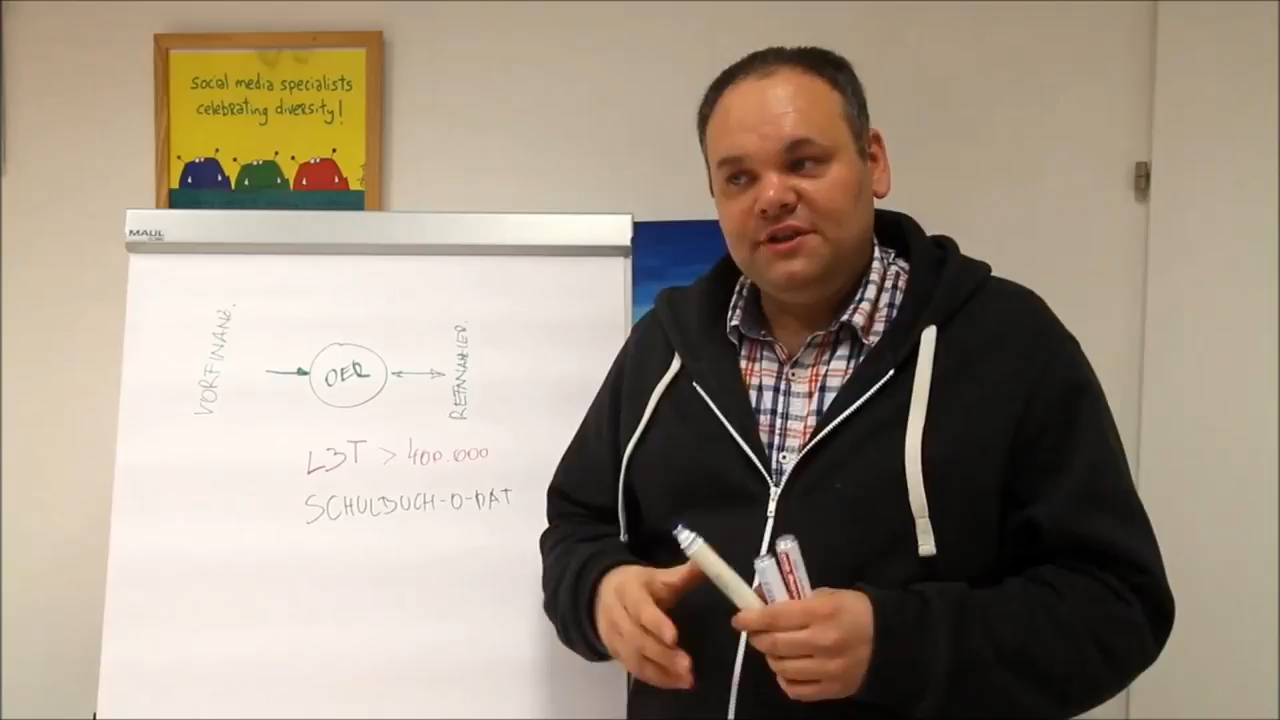 social media specialists
celebrating diversity!
MAUL
VORFINANZ.
OER
REFINANZIER.
L3T > 400.000
SCHULBUCH-O-MAT